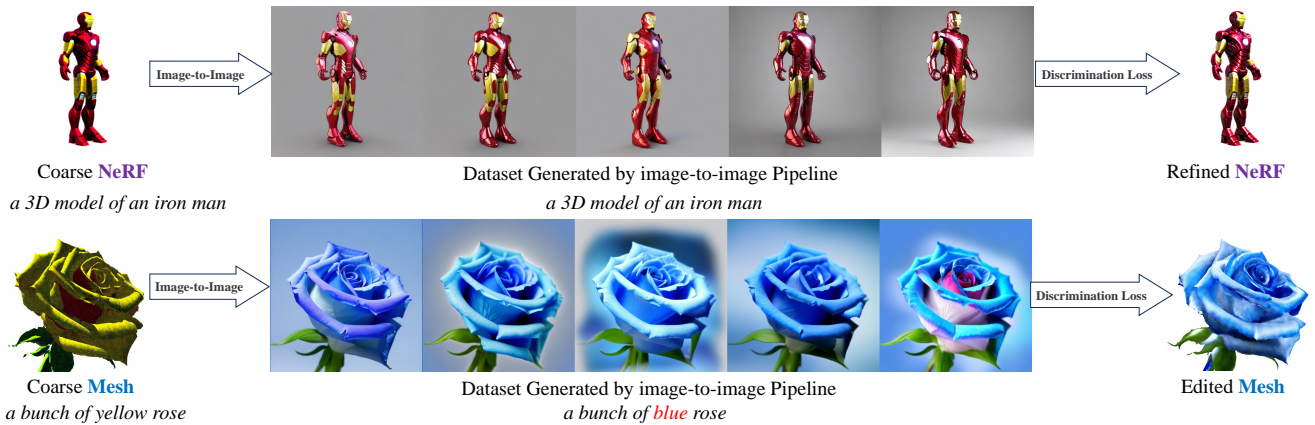 Image-to-Image
Discrimination Loss
Coarse NeRF
Dataset Generated by image-to-image Pipeline
Refined NeRF
a 3D model of an iron man
a 3D model of an iron man
Image-to-Image
Discrimination Loss
Coarse Mesh
Dataset Generated by image-to-image Pipeline
Edited Mesh
a bunch of yellow rose
a bunch of blue rose